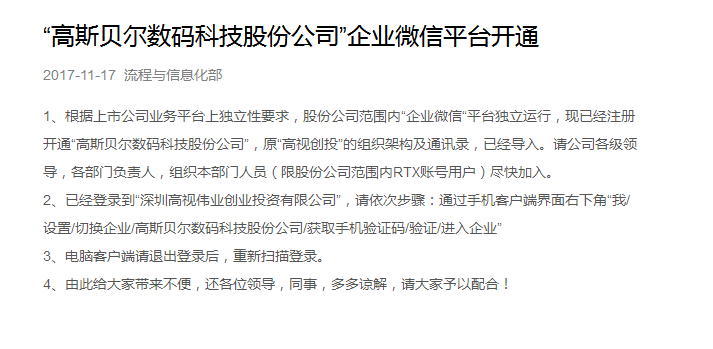 “高斯贝尔数码科技股份公司”企业微信平台开通
2017-11-17 流程与信息化部
1、根据上市公司业务平台上独立性要求，股份公司范围内“企业微信“平台独立运行，现已经注册
开通“高斯贝尔数码科技股份公司”，原“高视创投”的组织架构及通讯录，已经导入。请公司各级领
导，各部门负责人，组织本部门人员（限股份公司范围内RTX账号用户）尽快加入。
2、已经登录到“深圳高视伟业创业投资有限公司”，请依次步骤：通过手机客户端界面右下角“我/
设置/切换企业/高斯贝尔数码科技股份公司/获取手机验证码/验证/进入企业”
3、电脑客户端请退出登录后，重新扫描登录。
4、由此给大家带来不便，还各位领导，同事，多多谅解，请大家予以配合！